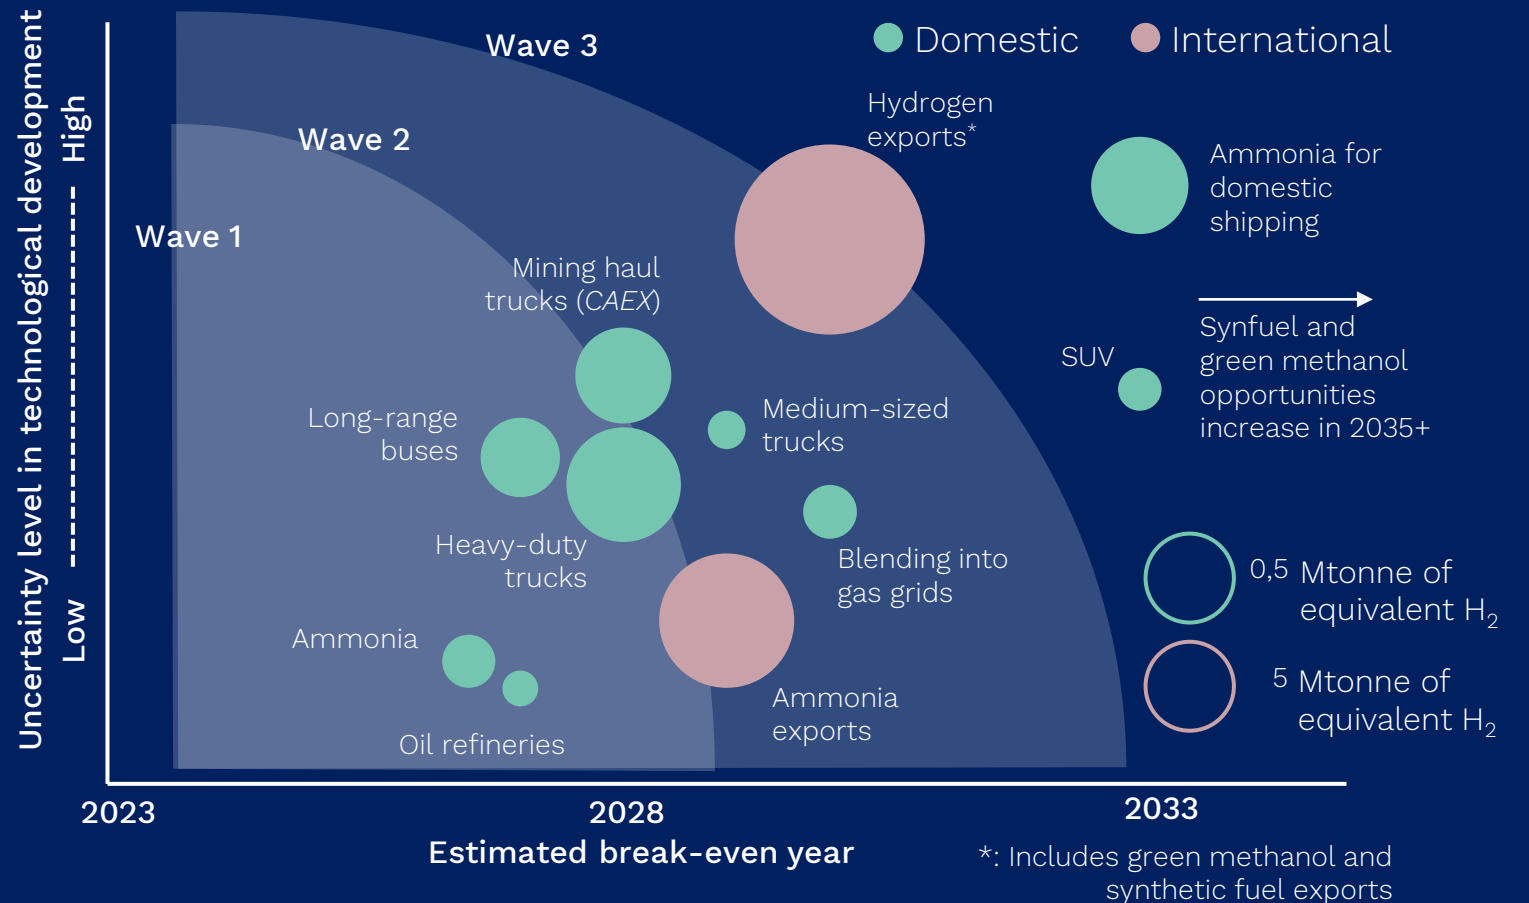 Uncertainty level in technological development
High
Low
Wave 3
Wave 2
Wave 1
Domestic
International
Hydrogen
exports*
Ammonia for
domestic
shipping
Mining haul
trucks (CAEX)
Synfuel and
green methanol
opportunities
increase in 2035+
SUV
Long-range
buses
Medium-sized
trucks
Heavy-duty
trucks
Blending into
gas grids
0,5 Mtonne of
equivalent H₂
Ammonia
5 Mtonne of
equivalent H₂
Ammonia
exports
Oil refineries
2023
2028
2033
Estimated break-even year
*: Includes green methanol and
synthetic fuel exports